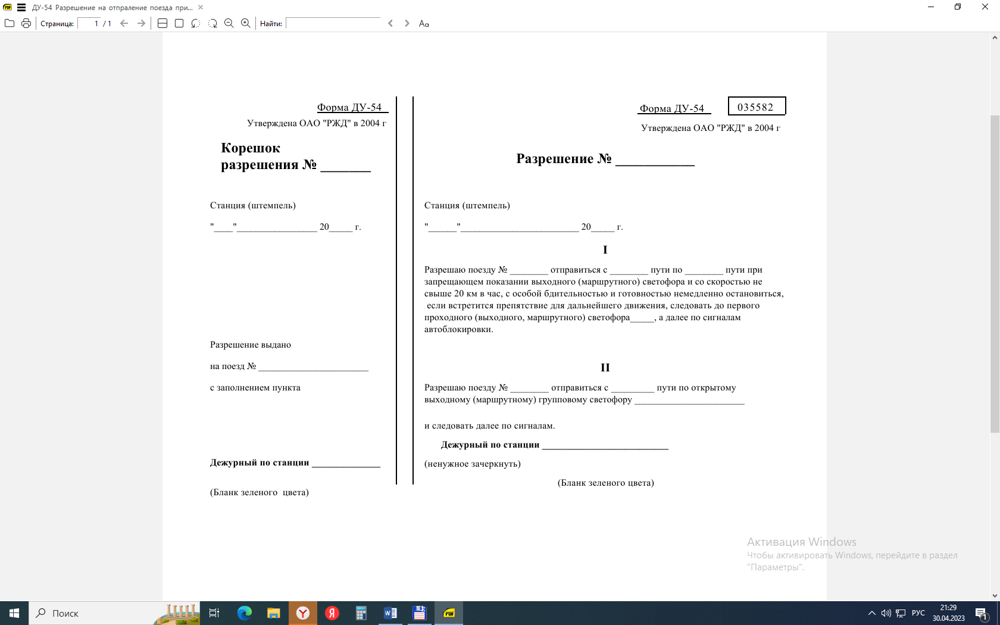 ДУ-54 Разрешение на отпраление поезда при...
Страница: 1 / 1
Найти:
Форма ДУ-54
Утверждена ОАО "РЖД" в 2004 г
Корешок
разрешения № _______
Станция (штемпель)
"____"_________________ 20_____ г.
Разрешение выдано
на поезд № _______________________
с заполнением пункта
Дежурный по станции ______________
(Бланк зеленого цвета)
Форма ДУ-54
035582
Утверждена ОАО "РЖД" в 2004 г
Разрешение № ___________
Станция (штемпель)
"______"_________________________ 20_____ г.
I
Разрешаю поезду № ________ отправиться с ________ пути по ________ пути при
запрещающем показании выходного (маршрутного) светофора и со скоростью не
свыше 20 км в час, с особой бдительностью и готовностью немедленно остановиться,
если встретится препятствие для дальнейшего движения, следовать до первого
проходного (выходного, маршрутного) светофора_____, а далее по сигналам
автоблокировки.
II
Разрешаю поезду № ________ отправиться с _________ пути по открытому
выходному (маршрутному) групповому светофору _______________________
и следовать далее по сигналам.
Дежурный по станции __________________________
(ненужное зачеркнуть)
(Бланк зеленого цвета)
Активация Windows
Чтобы активировать Windows, перейдите в раздел
"Параметры".
Поиск
РУС
21:29
30.04.2023
1